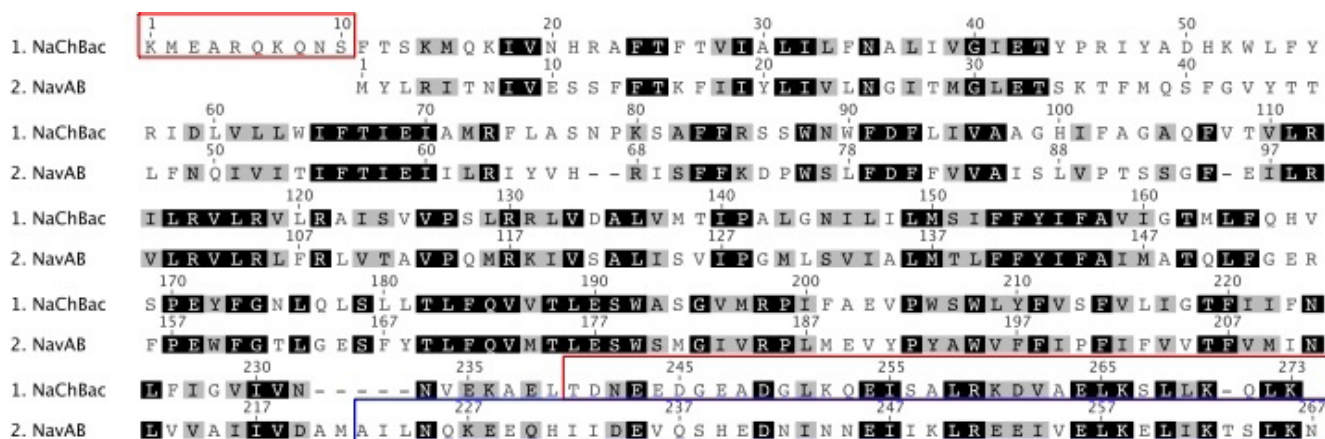 1 10 20 30 40 50
1. NaChBac K M E A R Q K Q N S F T S K M Q K I V N H R A F T F T V I A L I L F N A L I V G I E T Y P R I Y A D H K W L F Y
1 10 20 30 40
2. NavAB M Y L R I T N I V E S S F F T K F I I Y L I V L N G I T M G L E T S K T F M Q S F G V Y T T
60 70 80 90 100 110
1. NaChBac R I D L V L L W I F T I E I A M R F L A S N P K S A F F R S S W N W F D F L I V A A G H I F A G A Q F V T V L R
50 60 68 78 88 97
2. NavAB L F N Q I V I T I F T I E I I L R I Y V H - - R I S F F K D P W S L F D F F V V A I S L V P T S S G F - E I L R
120 130 140 150 160
1. NaChBac I L R V L R V L R A I S V V P S L R R L V D A L V M T I P A L G N I L I L M S I F F Y I F A V I G T M L F Q H V
107 117 127 137 147
2. NavAB V L R V L R L F R L V T A V P Q M R K I V S A L I S V I P G M L S V I A L M T L F F Y I F A I M A T Q L F G E R
170 180 190 200 210 220
1. NaChBac S P E Y F G N L Q L S L L T L F Q V V T L E S W A S G V M R P I F A E V P W S W L Y F V S F V L I G T F I I F N
157 167 177 187 197 207
2. NavAB F P E W F G T L G E S F Y T L F Q V M T L E S W S M G I V R P L M E V Y P Y A W V F F I P F I F V V T F V M I N
230 235 245 255 265 273
1. NaChBac L F I G V I V N - - - - - N V E K A E L T D N E E D G E A D G L K Q E I S A L R K D V A E L K S L L K - Q L K
217 227 237 247 257 267
2. NavAB L V V A I I V D A M A I L N Q K E E Q H I I D E V Q S H E D N I N N E I I K L R E E I V E L K E L I K T S L K N